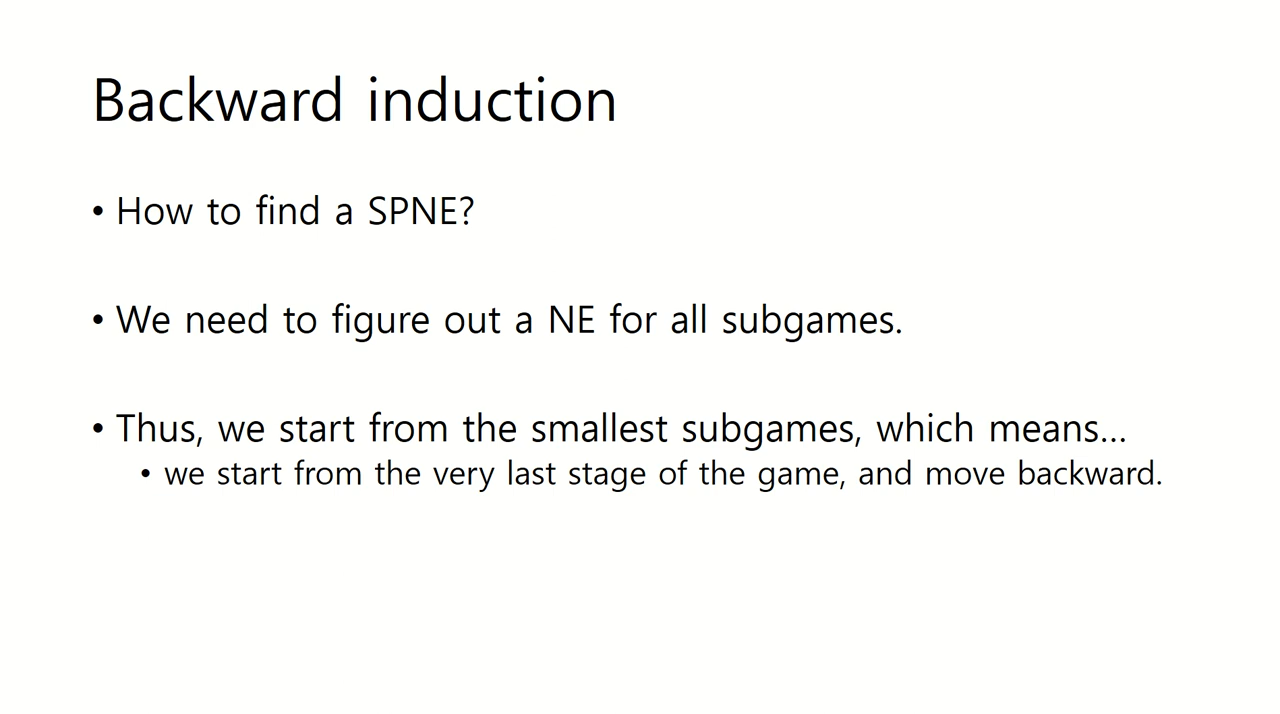 Backward induction
• How to find a SPNE?
• We need to figure out a NE for all subgames.
• Thus, we start from the smallest subgames, which means...
• we start from the very last stage of the game, and move backward.